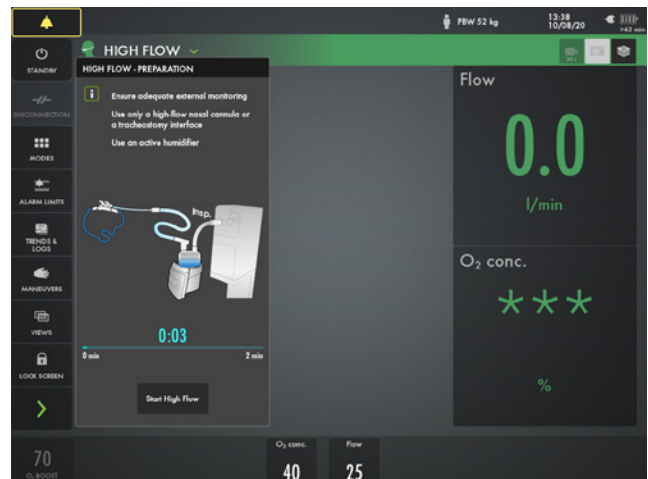 PBW 52 kg
13:38
10/08/20
>45 min
STANDBY
HIGH FLOW
HIGH FLOW - PREPARATION
i
Ensure adequate external monitoring
Use only a high-flow nasal cannula or
a tracheostomy interface
Use an active humidifier
DISCONNECTION
MODES
ALARM LIMITS
TRENDS &
LOGS
MANEUVERS
VIEWS
LOCK SCREEN
Insp.
0:03
0 min
2 min
Start High Flow
Flow
0.0
l/min
O₂ conc.
***
%
70
O₂ BOOST
O₂ conc.
40
Flow
25